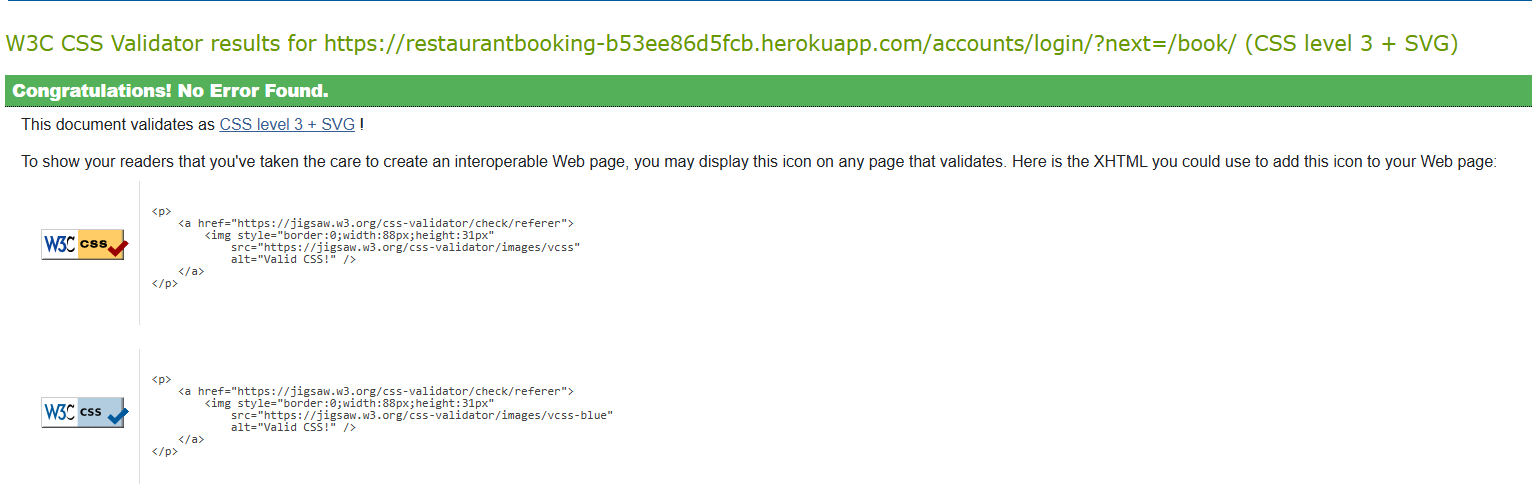 W3C CSS Validator results for https://restaurantbooking-b53ee86d5fcb.herokuapp.com/accounts/login/?next=/book/ (CSS level 3 + SVG)
Congratulations! No Error Found.
This document validates as CSS level 3 + SVG !
To show your readers that you've taken the care to create an interoperable Web page, you may display this icon on any page that validates. Here is the XHTML you could use to add this icon to your Web page:
W3C css
<p>
    <a href="https://jigsaw.w3.org/css-validator/check/referer">
        <img style="border:0;width:88px;height:31px"
            src="https://jigsaw.w3.org/css-validator/images/vcss"
            alt="Valid CSS!" />
    </a>
</p>
W3C css
<p>
    <a href="https://jigsaw.w3.org/css-validator/check/referer">
        <img style="border:0;width:88px;height:31px"
            src="https://jigsaw.w3.org/css-validator/images/vcss-blue"
            alt="Valid CSS!" />
    </a>
</p>